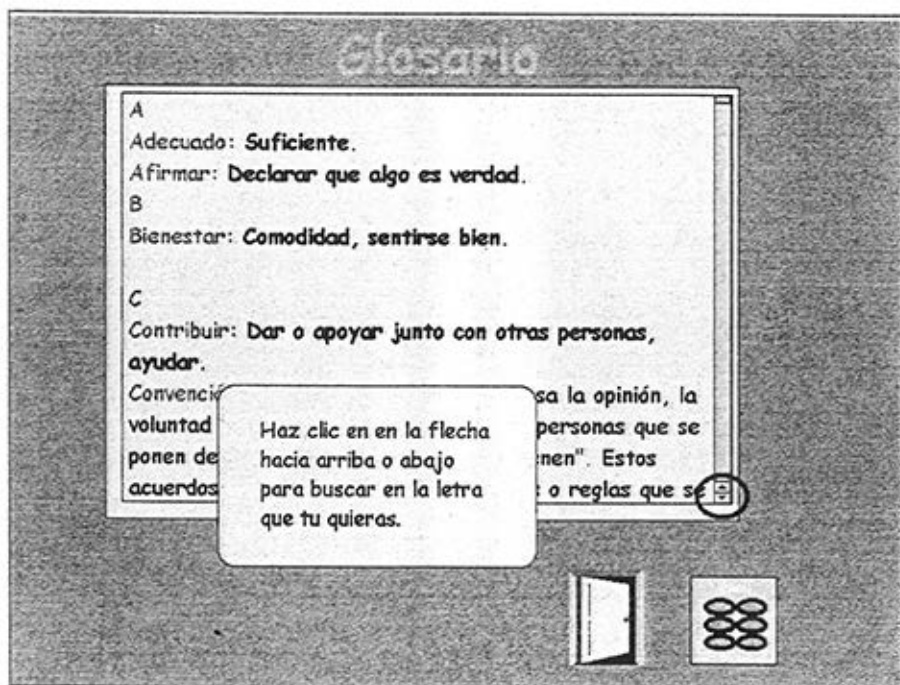 Glosario
A
Adecuado: Suficiente.
Afirmar: Declarar que algo es verdad.
B
Bienestar: Comodidad, sentirse bien.
C
Contribuir: Dar o apoyar junto con otras personas,
ayudar.
sa la opinión, la
voluntad personas que se
ponen de nen". Estos
acuerdos o reglas que se
Haz clic en en la flecha
hacia arriba o abajo
para buscar en la letra
que tu quieras.